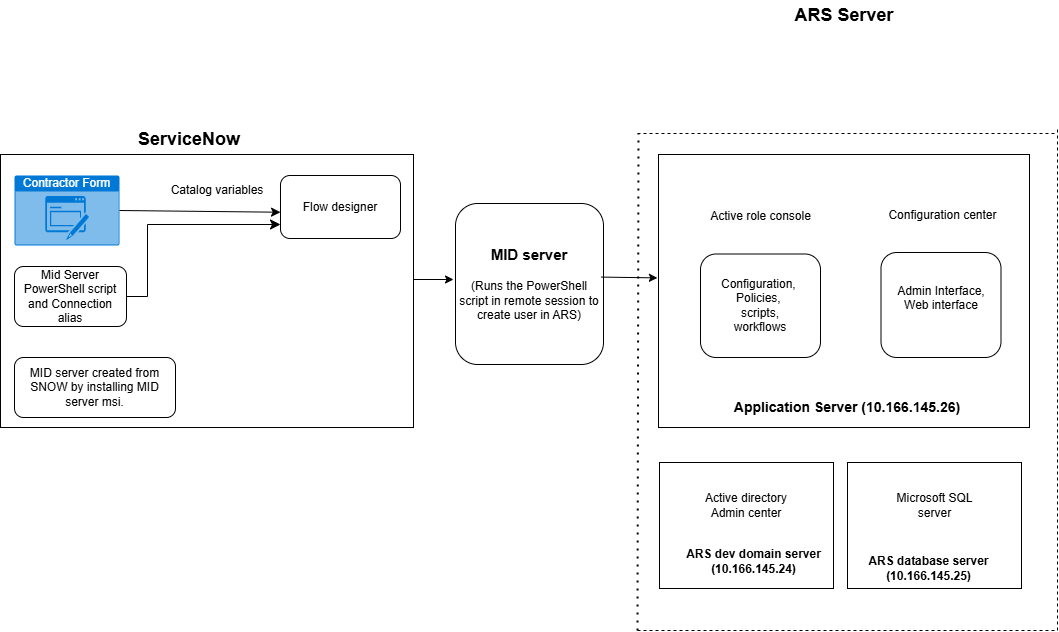 ARS Server
ServiceNow
Contractor Form
Catalog variables
Flow designer
Mid Server
PowerShell script
and Connection
alias
MID server created from
SNOW by installing MID
server msi.
MID server
(Runs the PowerShell
script in remote session to
create user in ARS)
Active role console
Configuration center
Configuration,
Policies,
scripts,
workflows
Admin Interface,
Web interface
Application Server (10.166.145.26)
Active directory
Admin center
ARS dev domain server
(10.166.145.24)
Microsoft SQL
server
ARS database server
(10.166.145.25)